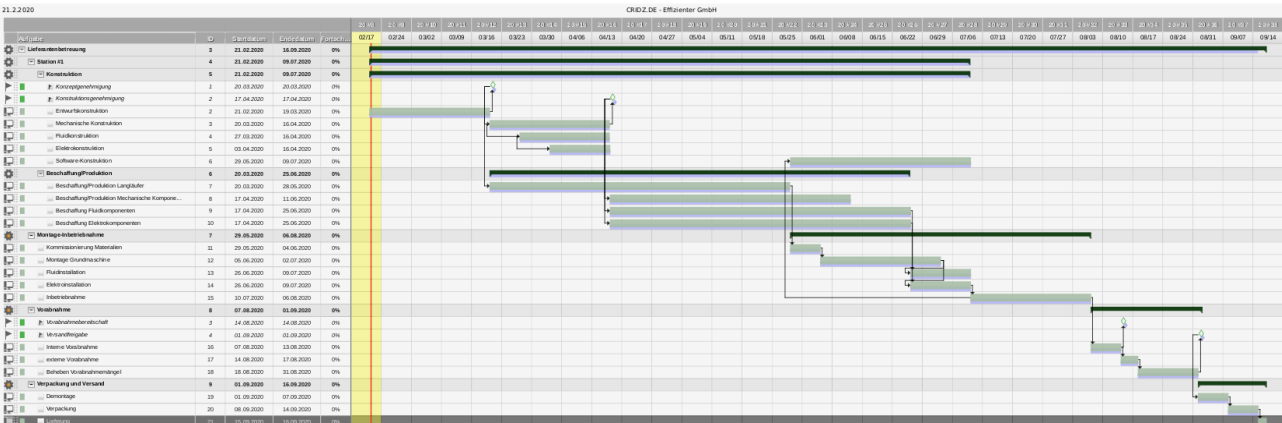 21.2.2020 CRIDZ.DE - Effizienter GmbH
Aufgabe ID Startdatum Endedatum Fortsch... 02/17 02/24 03/02 03/09 03/16 03/23 03/30 04/06 04/13 04/20 04/27 05/04 05/11 05/18 05/25 06/01 06/08 06/15 06/22 06/29 07/06 07/13 07/20 07/27 08/03 08/10 08/17 08/24 08/31 09/07 09/14
Lieferantenbetreuung 3 21.02.2020 16.09.2020 0%
Station #1 4 21.02.2020 09.07.2020 0%
Konstruktion 5 21.02.2020 09.07.2020 0%
Konzeptgenehmigung 1 20.03.2020 20.03.2020 0%
Konstruktionsgenehmigung 2 17.04.2020 17.04.2020 0%
Entwurfskonstruktion 2 21.02.2020 19.03.2020 0%
Mechanische Konstruktion 3 20.03.2020 16.04.2020 0%
Fluidkonstruktion 4 27.03.2020 16.04.2020 0%
Elektrokonstruktion 5 03.04.2020 16.04.2020 0%
Software-Konstruktion 6 29.05.2020 09.07.2020 0%
Beschaffung/Produktion 6 20.03.2020 25.06.2020 0%
Beschaffung/Produktion Langläufer 7 20.03.2020 28.05.2020 0%
Beschaffung/Produktion Mechanische Kompone... 8 17.04.2020 11.06.2020 0%
Beschaffung Fluidkomponenten 9 17.04.2020 25.06.2020 0%
Beschaffung Elektrokomponenten 10 17.04.2020 25.06.2020 0%
Montage-Inbetriebnahme 7 29.05.2020 06.08.2020 0%
Kommissionierung Materialien 11 29.05.2020 04.06.2020 0%
Montage Grundmaschine 12 05.06.2020 02.07.2020 0%
Fluidinstallation 13 26.06.2020 09.07.2020 0%
Elektroinstallation 14 26.06.2020 09.07.2020 0%
Inbetriebnahme 15 10.07.2020 06.08.2020 0%
Vorabnahme 8 07.08.2020 01.09.2020 0%
Vorabnahmebereitschaft 3 14.08.2020 14.08.2020 0%
Versandfreigabe 4 01.09.2020 01.09.2020 0%
Interne Vorabnahme 16 07.08.2020 13.08.2020 0%
externe Vorabnahme 17 14.08.2020 17.08.2020 0%
Beheben Vorabnahmemängel 18 18.08.2020 31.08.2020 0%
Verpackung und Versand 9 01.09.2020 16.09.2020 0%
Demontage 19 01.09.2020 07.09.2020 0%
Verpackung 20 08.09.2020 14.09.2020 0%
Lieferung 21 15.09.2020 16.09.2020 0%